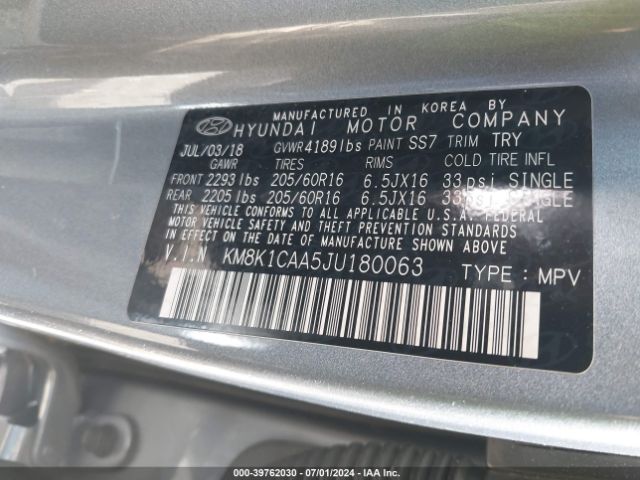 MANUFACTURED IN KOREA BY
HYUNDAI MOTOR COMPANY
JUL/03/18 GVWR4189lbs PAINT SS7 TRIM TRY
GAWR TIRES RIMS COLD TIRE INFL
FRONT 2293lbs 205/60R16 6.5JX16 33psi SINGLE
REAR 2205lbs 205/60R16 6.5JX16 33psi SINGLE
THIS VEHICLE CONFORMS TO ALL APPLICABLE U.S.A. FEDERAL
MOTOR VEHICLE SAFETY AND THEFT PREVENTION STANDARDS
IN EFFECT ON THE DATE OF MANUFACTURE SHOWN ABOVE.
V.I.N KM8K1CAA5JU180063 TYPE : MPV
000-39762030 - 07/01/2024 - IAA Inc.